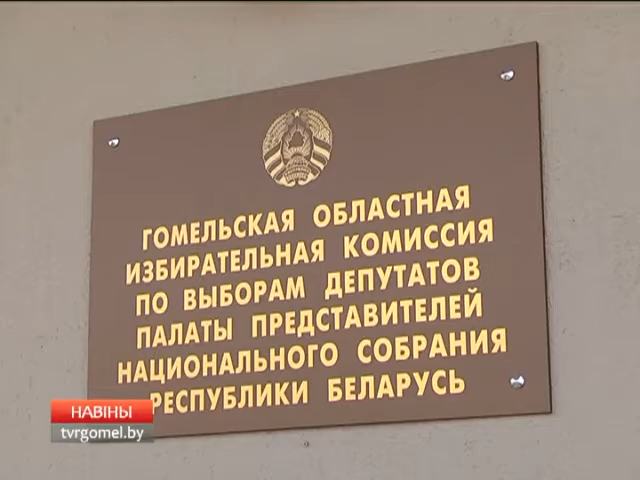 ГОМЕЛЬСКАЯ ОБЛАСТНАЯ
ИЗБИРАТЕЛЬНАЯ КОМИССИЯ
ПО ВЫБОРАМ ДЕПУТАТОВ
ПАЛАТЫ ПРЕДСТАВИТЕЛЕЙ
НАЦИОНАЛЬНОГО СОБРАНИЯ
РЕСПУБЛИКИ БЕЛАРУСЬ
НАВІНЫ
tvrgomel.by